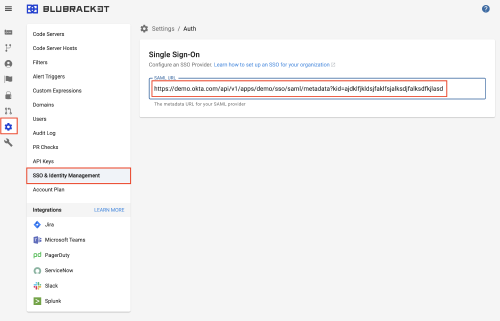 BLUBRACKET
Code Servers
Code Server Hosts
Filters
Alert Triggers
Custom Expressions
Domains
Users
Audit Log
PR Checks
API Keys
SSO & Identity Management
Account Plan
Integrations LEARN MORE
Jira
Microsoft Teams
PagerDuty
ServiceNow
Slack
Splunk
Settings / Auth
Single Sign-On
Configure an SSO Provider. Learn how to set up an SSO for your organization
SAML URL
https://demo.okta.com/api/v1/apps/demo/sso/saml/metadata?kid=ajdklfjkldsjfaklfsjalksdjfalksdfkjlasd
The metadata URL for your SAML provider